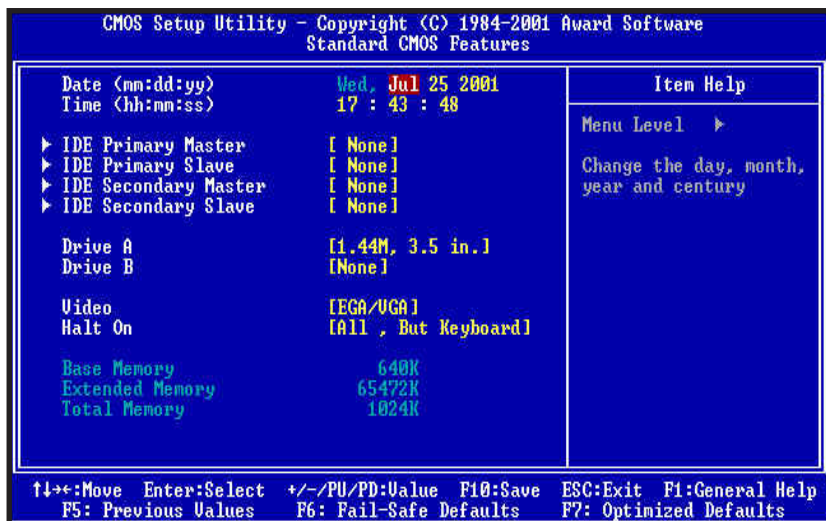 CMOS Setup Utility - Copyright (C) 1984-2001 Award Software
Standard CMOS Features
Date (mm:dd:yy) Wed, Jul 25 2001
Time (hh:mm:ss) 17 : 43 : 48
IDE Primary Master [ None]
IDE Primary Slave [ None]
IDE Secondary Master [ None]
IDE Secondary Slave [ None]
Drive A [1.44M, 3.5 in.]
Drive B [None]
Video [EGA/VGA]
Halt On [All , But Keyboard]
Base Memory 640K
Extended Memory 65472K
Total Memory 1024K
Item Help
Menu Level
Change the day, month,
year and century
↑↓→←:Move Enter:Select +/-/PU/PD:Value F10:Save ESC:Exit F1:General Help
F5: Previous Values F6: Fail-Safe Defaults F7: Optimized Defaults